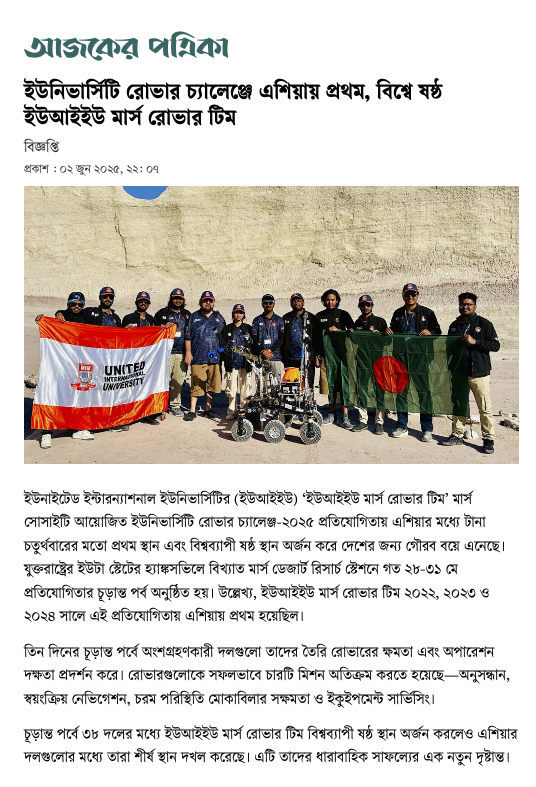 আজকের পত্রিকা
ইউনিভার্সিটি রোভার চ্যালেঞ্জে এশিয়ায় প্রথম, বিশ্বে ষষ্ঠ
ইউআইইউ মার্স রোভার টিম
বিজ্ঞপ্তি
প্রকাশ : ০২ জুন ২০২৫, ২২: ০৭
UIU
UNITED
INTERNATIONAL
UNIVERSITY
ইউনাইটেড ইন্টারন্যাশনাল ইউনিভার্সিটির (ইউআইইউ) ‘ইউআইইউ মার্স রোভার টিম’ মার্স
সোসাইটি আয়োজিত ইউনিভার্সিটি রোভার চ্যালেঞ্জ-২০২৫ প্রতিযোগিতায় এশিয়ার মধ্যে টানা
চতুর্থবারের মতো প্রথম স্থান এবং বিশ্বব্যাপী ষষ্ঠ স্থান অর্জন করে দেশের জন্য গৌরব বয়ে এনেছে।
যুক্তরাষ্ট্রের ইউটা স্টেটের হ্যাঙ্কসভিলে বিখ্যাত মার্স ডেজার্ট রিসার্চ স্টেশনে গত ২৮-৩১ মে
প্রতিযোগিতার চূড়ান্ত পর্ব অনুষ্ঠিত হয়। উল্লেখ্য, ইউআইইউ মার্স রোভার টিম ২০২২, ২০২৩ ও
২০২৪ সালে এই প্রতিযোগিতায় এশিয়ায় প্রথম হয়েছিল।
তিন দিনের চূড়ান্ত পর্বে অংশগ্রহণকারী দলগুলো তাদের তৈরি রোভারের ক্ষমতা এবং অপারেশন
দক্ষতা প্রদর্শন করে। রোভারগুলোকে সফলভাবে চারটি মিশন অতিক্রম করতে হয়েছে—অনুসন্ধান,
স্বয়ংক্রিয় নেভিগেশন, চরম পরিস্থিতি মোকাবিলার সক্ষমতা ও ইকুইপমেন্ট সার্ভিসিং।
চূড়ান্ত পর্বে ৩৮ দলের মধ্যে ইউআইইউ মার্স রোভার টিম বিশ্বব্যাপী ষষ্ঠ স্থান অর্জন করলেও এশিয়ার
দলগুলোর মধ্যে তারা শীর্ষ স্থান দখল করেছে। এটি তাদের ধারাবাহিক সাফল্যের এক নতুন দৃষ্টান্ত।